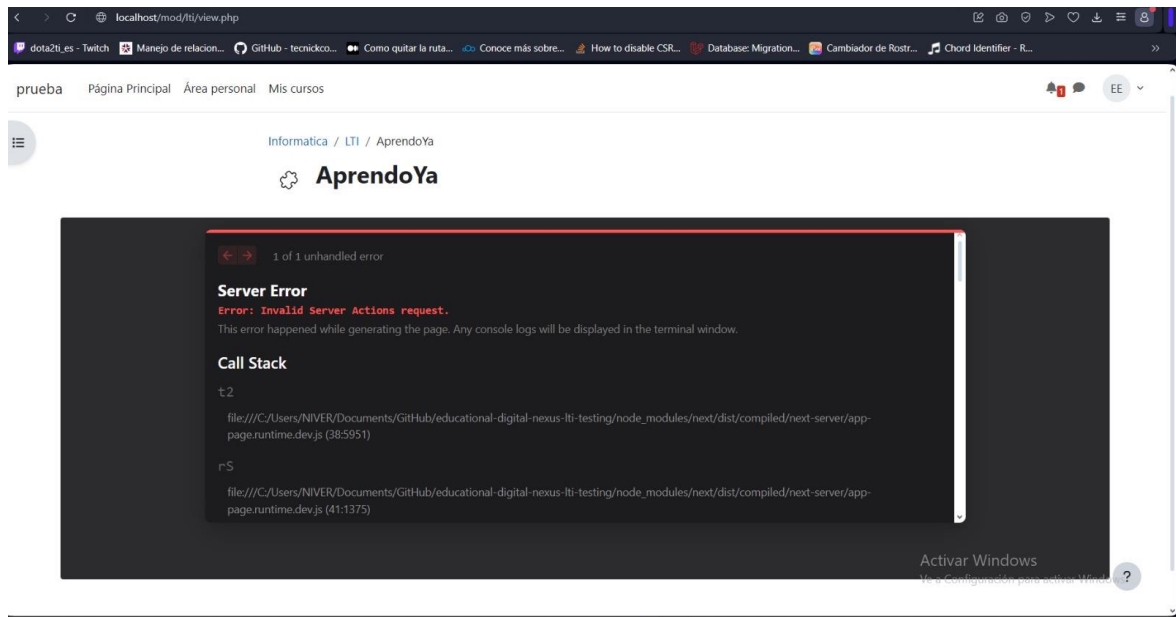 localhost/mod/lti/view.php
dota2ti_es - Twitch Manejo de relacion... GitHub - tecnickco... Como quitar la ruta... Conoce más sobre... How to disable CSR... Database: Migration... Cambiador de Rostr... Chord Identifier - R...
prueba Página Principal Área personal Mis cursos 1 EE
Informatica / LTI / AprendoYa
AprendoYa
1 of 1 unhandled error
Server Error
Error: Invalid Server Actions request.
This error happened while generating the page. Any console logs will be displayed in the terminal window.
Call Stack
t2
file:///C:/Users/NIVER/Documents/GitHub/educational-digital-nexus-lti-testing/node_modules/next/dist/compiled/next-server/app-
page.runtime.dev.js (38:5951)
rS
file:///C:/Users/NIVER/Documents/GitHub/educational-digital-nexus-lti-testing/node_modules/next/dist/compiled/next-server/app-
page.runtime.dev.js (41:1375)
Activar Windows
Ve a Configuración para activar Windo
?